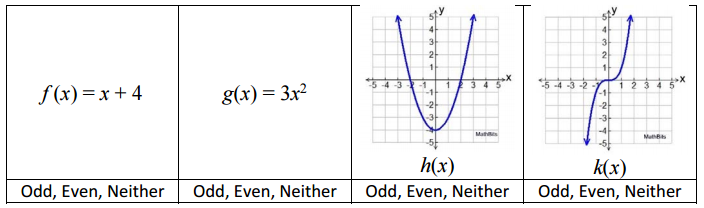 f(x) = x + 4
g(x) = 3x²
y
5
4
3
2
1
-5 -4 -3 -2 -1 1 2 3 4 5 x
-1
-2
-3
-4
-5
MathBits
h(x)
y
5
4
3
2
1
-5 -4 -3 -2 1 2 3 4 5 x
-1
-2
-3
-4
-5
MathBits
k(x)
Odd, Even, Neither
Odd, Even, Neither
Odd, Even, Neither
Odd, Even, Neither